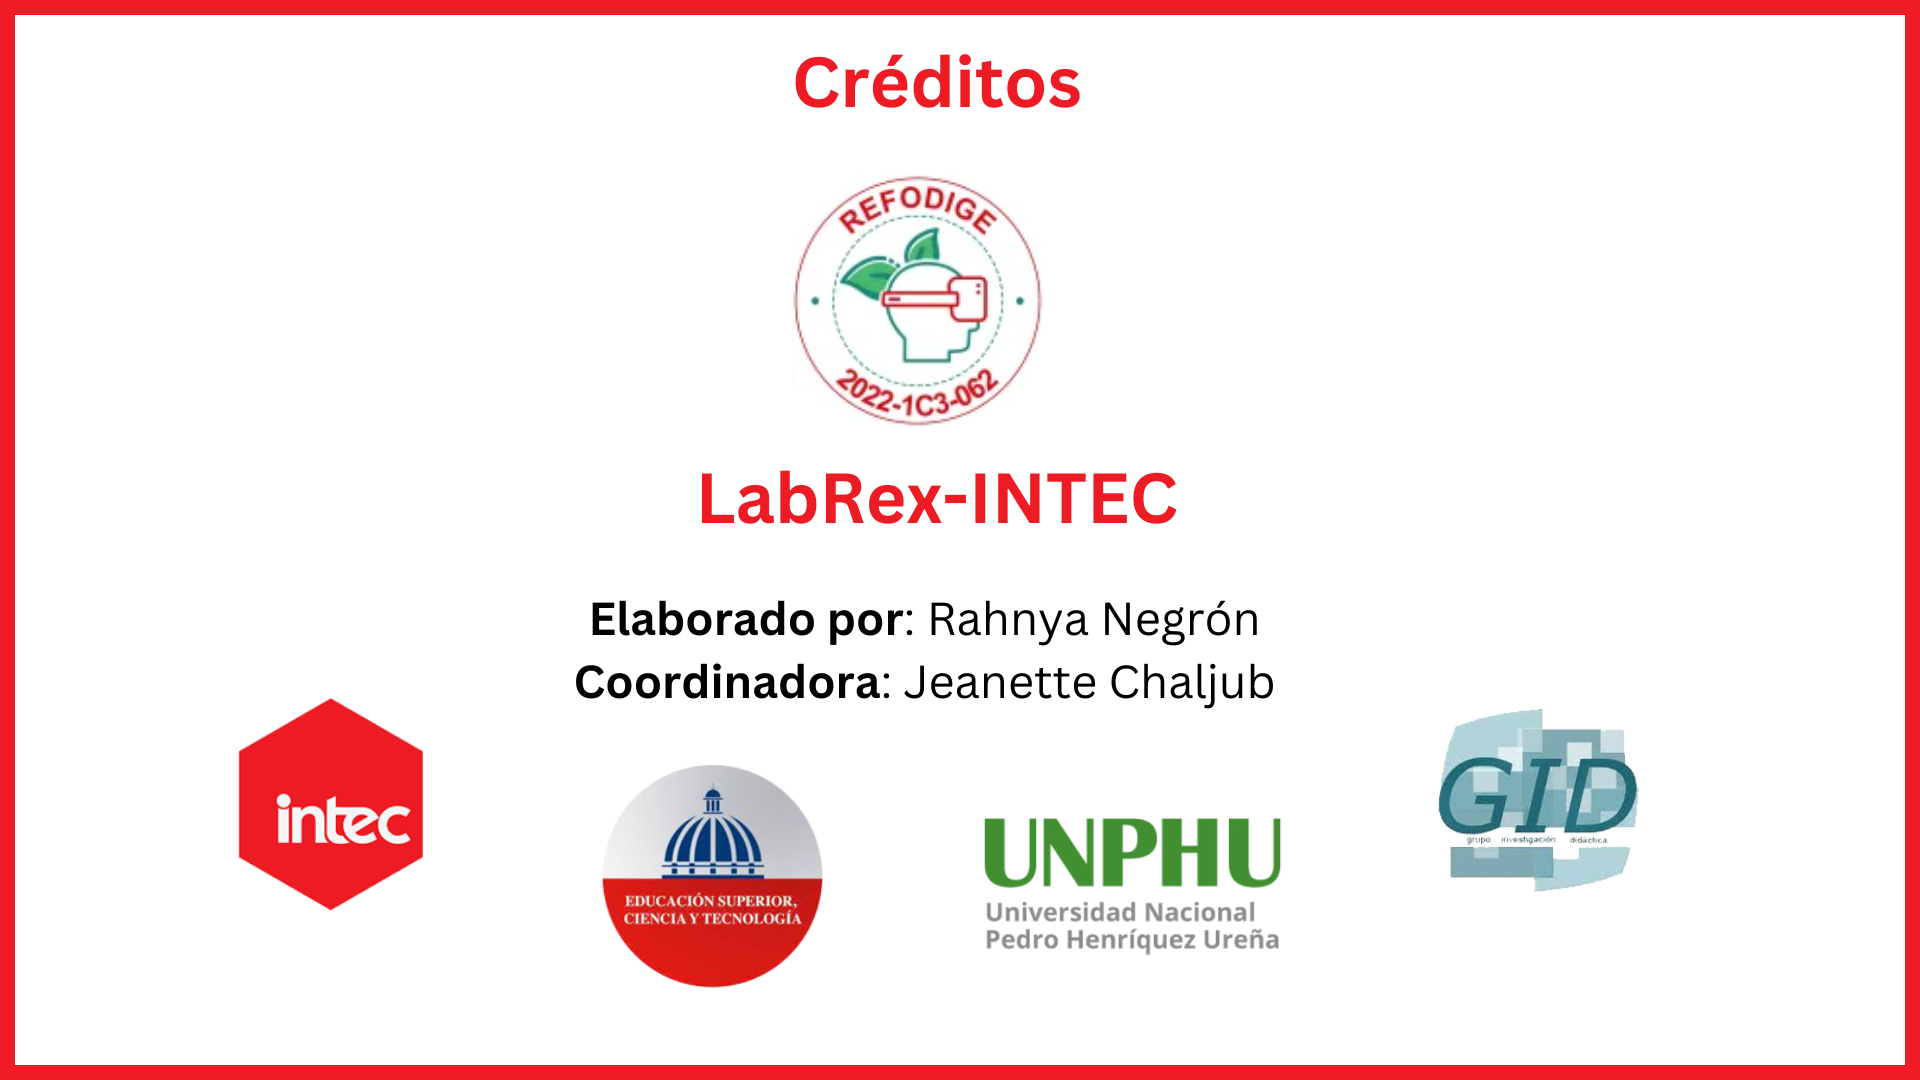 Créditos
REFODIGE
2022-1C3-062
LabRex-INTEC
Elaborado por: Rahnya Negrón
Coordinadora: Jeanette Chaljub
intec
EDUCACIÓN SUPERIOR,
CIENCIA Y TECNOLOGÍA
UNPHU
Universidad Nacional
Pedro Henríquez Ureña
GID
grupo investigación didáctica